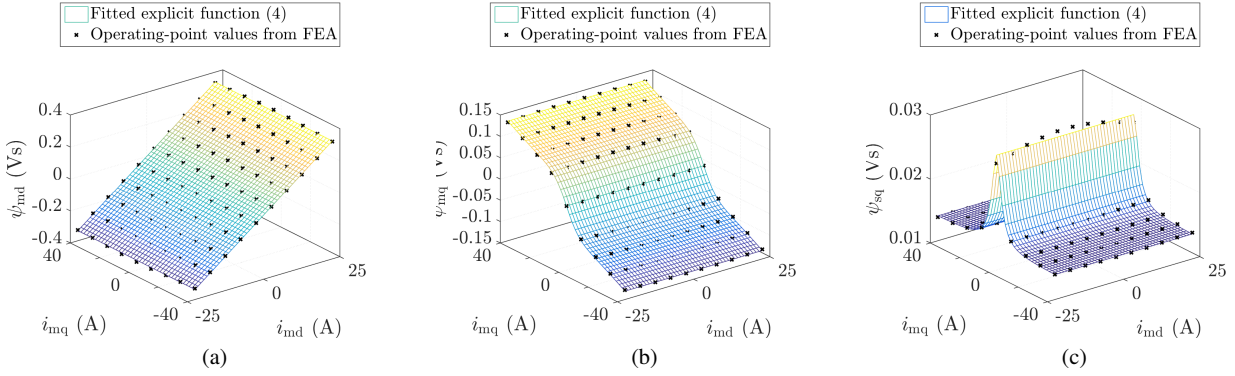 Fitted explicit function (4)
Operating-point values from FEA
0.4
0.2
0
-0.2
-0.4
ψmd (Vs)
40
0
-40
imq (A)
-25
0
25
imd (A)
(a)
Fitted explicit function (4)
Operating-point values from FEA
0.15
0.1
0.05
0
-0.05
-0.1
-0.15
ψmq (Vs)
40
0
-40
imq (A)
-25
0
25
imd (A)
(b)
Fitted explicit function (4)
Operating-point values from FEA
0.03
0.02
0.01
ψsq (Vs)
40
0
-40
imq (A)
-25
0
25
imd (A)
(c)